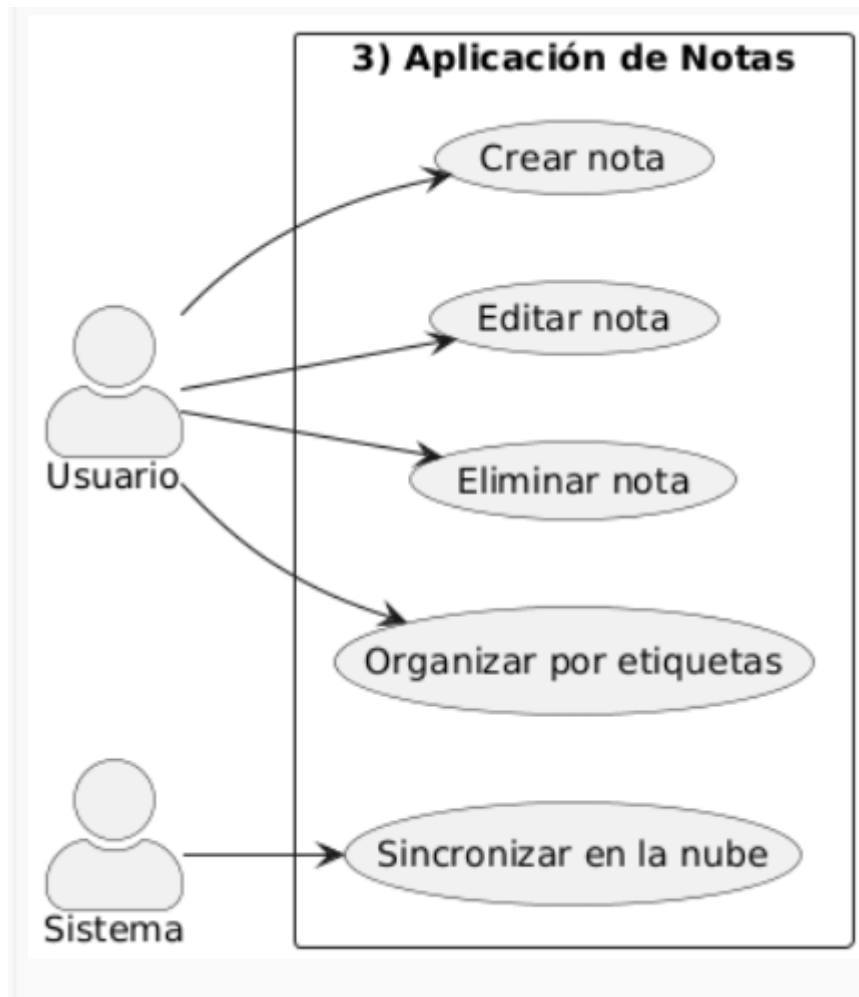 3) Aplicación de Notas
Crear nota
Editar nota
Eliminar nota
Usuario
Organizar por etiquetas
Sincronizar en la nube
Sistema